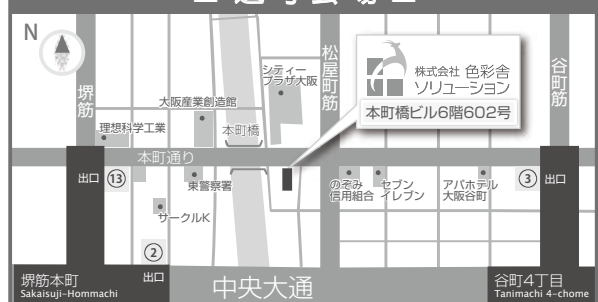 N
堺筋
大阪産業創造館
理想科学工業
本町橋
シティー
プラザ大阪
松屋町筋
株式会社 色彩舎
ソリューション
本町橋ビル6階602号
谷町筋
本町通り
出口 ⑬
東警察署
サークルK
のぞみ
信用組合
セブン
イレブン
アパホテル
大阪谷町
③ 出口
②
出口
堺筋本町
Sakaisuji-Hommachi
中央大通
谷町4丁目
Tanimachi 4-chome